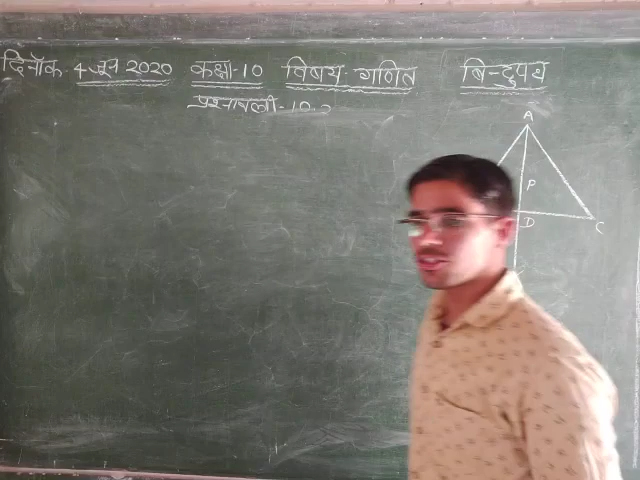 दिनाँक- 4 जून 2020 कक्षा-10 विषय- गणित बि-दुपथ
प्रश्नावली-10.2
A
P
D
C